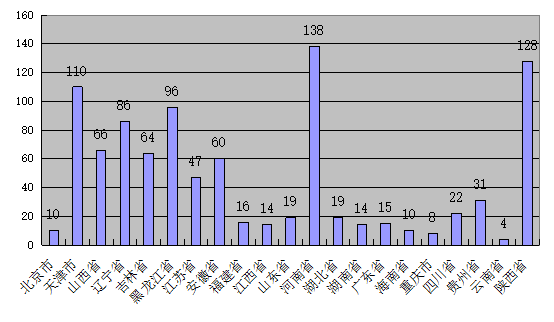 160
140
120
100
80
60
40
20
0
10
110
66
86
64
96
47
60
16
14
19
138
19
14
15
10
8
22
31
4
128
北京市
天津市
山西省
辽宁省
吉林省
黑龙江省
江苏省
安徽省
福建省
江西省
山东省
河南省
湖北省
湖南省
广东省
海南省
重庆市
四川省
贵州省
云南省
陕西省